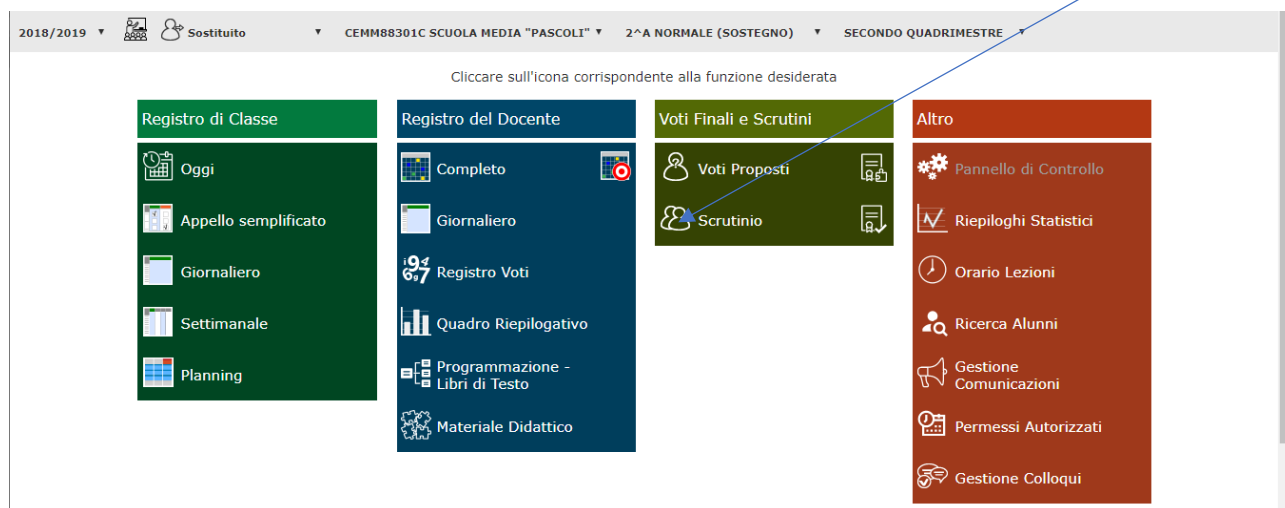 2018/2019 Sostituito CEMM88301C SCUOLA MEDIA "PASCOLI" 2^A NORMALE (SOSTEGNO) SECONDO QUADRIMESTRE
Cliccare sull'icona corrispondente alla funzione desiderata
Registro di Classe
Oggi
Appello semplificato
Giornaliero
Settimanale
Planning
Registro del Docente
Completo
Giornaliero
Registro Voti
Quadro Riepilogativo
Programmazione -
Libri di Testo
Materiale Didattico
Voti Finali e Scrutini
Voti Proposti
Scrutinio
Altro
Pannello di Controllo
Riepiloghi Statistici
Orario Lezioni
Ricerca Alunni
Gestione
Comunicazioni
Permessi Autorizzati
Gestione Colloqui